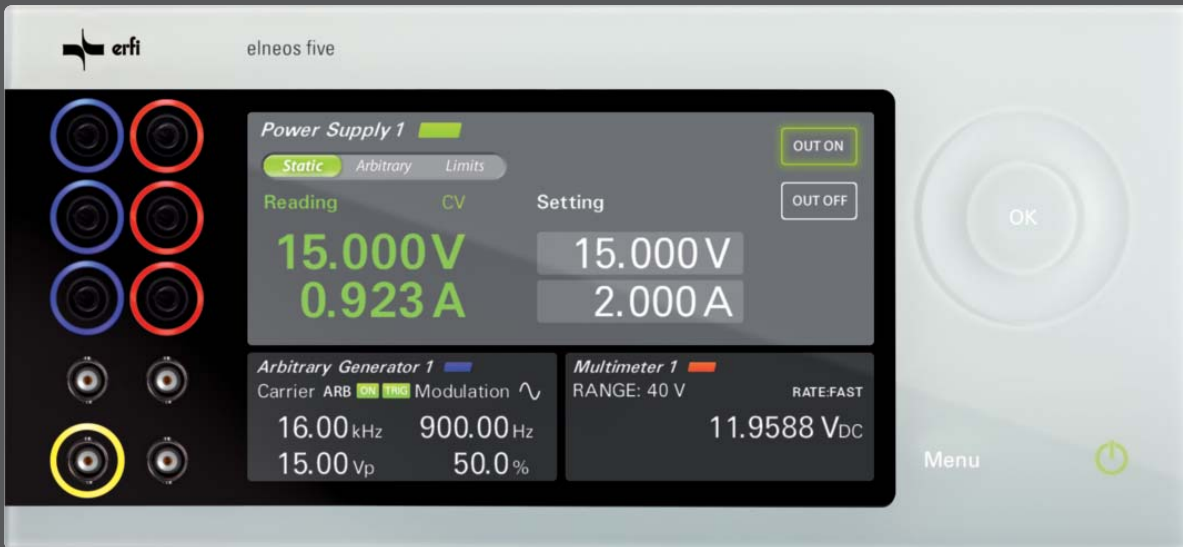 erfi
elneos five
Power Supply 1
Static Arbitrary Limits
OUT ON
Reading CV Setting
OUT OFF
15.000 V 15.000 V
0.923 A 2.000 A
OK
Arbitrary Generator 1
Carrier ARB ON TRIG Modulation
16.00 kHz 900.00 Hz
15.00 Vp 50.0 %
Multimeter 1
RANGE: 40 V RATE:FAST
11.9588 VDC
Menu